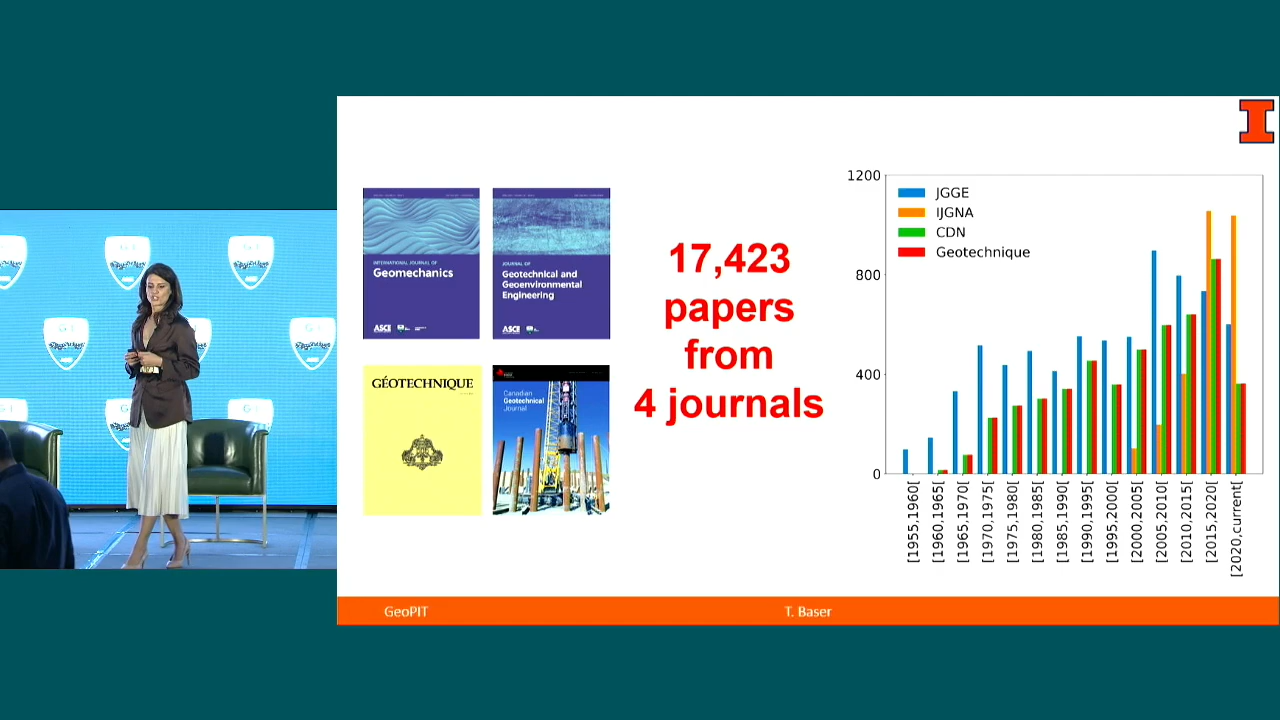 I
INTERNATIONAL JOURNAL OF
Geomechanics
ASCE
JOURNAL OF
Geotechnical and
Geoenvironmental
Engineering
ASCE
GÉOTECHNIQUE
Canadian
Geotechnical
Journal
17,423
papers
from
4 journals
1200
800
400
0
JGGE
IJGNA
CDN
Geotechnique
[1955,1960[
[1960,1965[
[1965,1970[
[1970,1975[
[1975,1980[
[1980,1985[
[1985,1990[
[1990,1995[
[1995,2000[
[2000,2005[
[2005,2010[
[2010,2015[
[2015,2020[
[2020,current[
GeoPIT
T. Baser